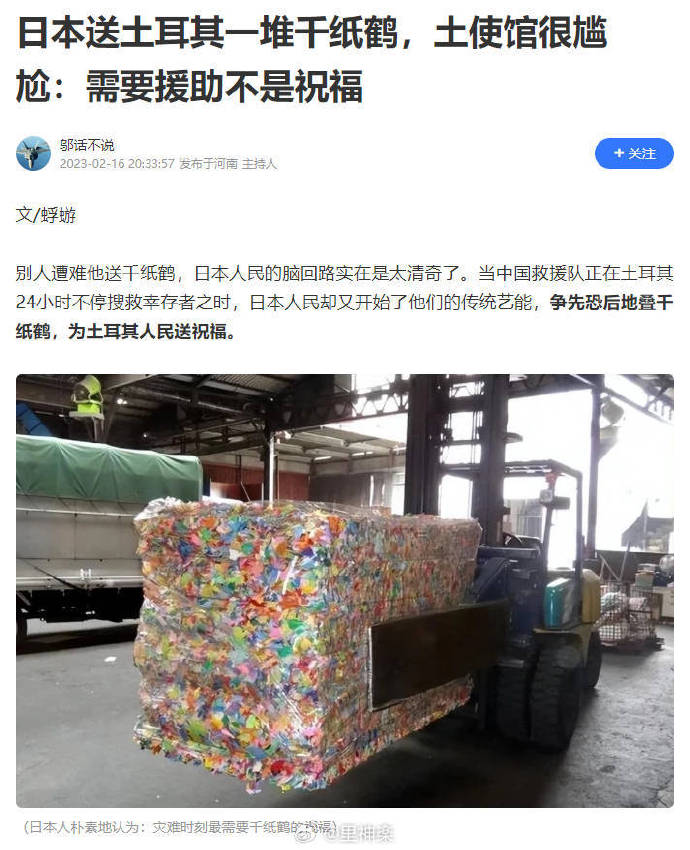 日本送土耳其一堆千纸鹤，土使馆很尴
尬：需要援助不是祝福
邬话不说
2023-02-16 20:33:57 发布于河南 主持人
+ 关注
文/蜉蝣
别人遭难他送千纸鹤，日本人民的脑回路实在是太清奇了。当中国救援队正在土耳其
24小时不停搜救幸存者之时，日本人民却又开始了他们的传统艺能，争先恐后地叠千
纸鹤，为土耳其人民送祝福。
（日本人朴素地认为：灾难时刻最需要千纸鹤的祝福）
@里神楽